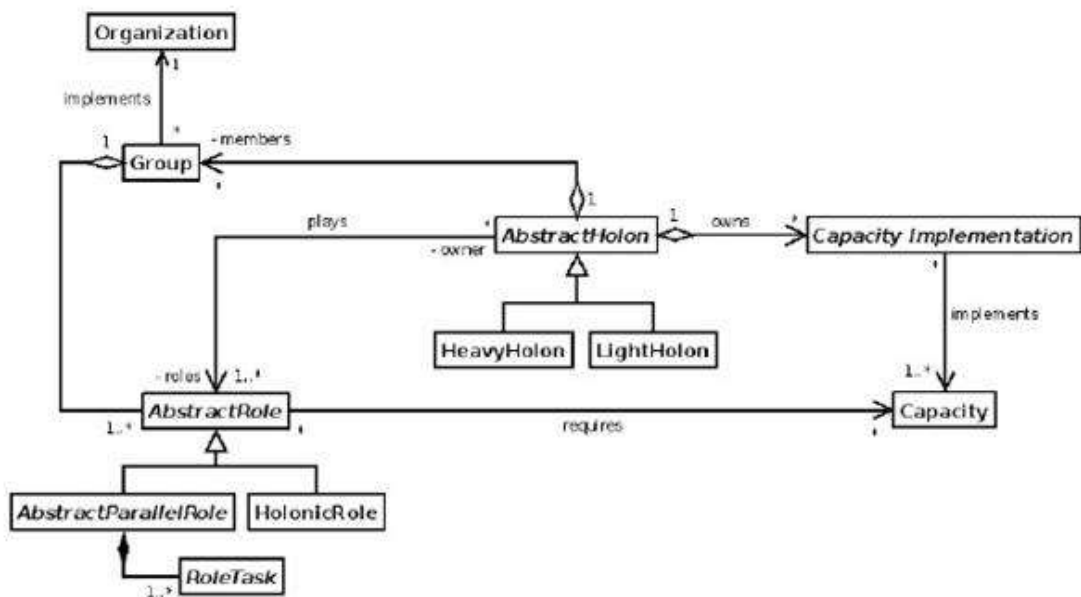 Organization
1
implements
1
*
- members
Group
*
1
plays
*
1
owns
*
AbstractHolon
Capacity Implementation
- owner
*
implements
HeavyHolon
LightHolon
- roles
1..*
1..*
AbstractRole
Capacity
1..*
*
requires
*
AbstractParallelRole
HolonicRole
RoleTask
1..*